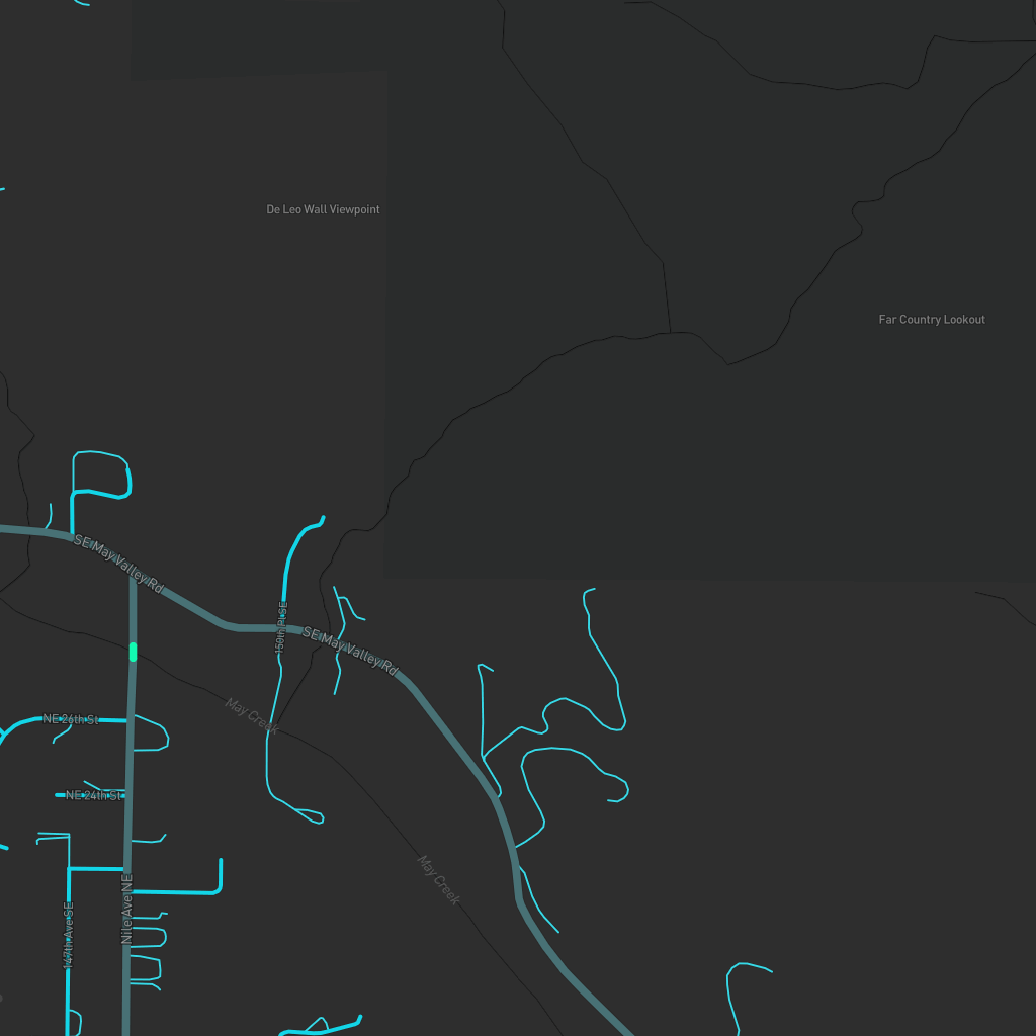 De Leo Wall Viewpoint
Far Country Lookout
SE May Valley Rd
150th Pl SE
SE May Valley Rd
May Creek
NE 26th St
NE 24th St
May Creek
Nile Ave NE
147th Ave SE